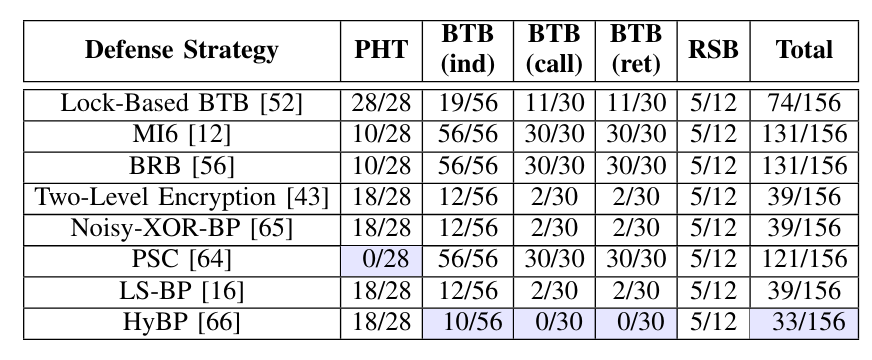 Defense Strategy PHT BTB (ind) BTB (call) BTB (ret) RSB Total
Lock-Based BTB [52] 28/28 19/56 11/30 11/30 5/12 74/156
MI6 [12] 10/28 56/56 30/30 30/30 5/12 131/156
BRB [56] 10/28 56/56 30/30 30/30 5/12 131/156
Two-Level Encryption [43] 18/28 12/56 2/30 2/30 5/12 39/156
Noisy-XOR-BP [65] 18/28 12/56 2/30 2/30 5/12 39/156
PSC [64] 0/28 56/56 30/30 30/30 5/12 121/156
LS-BP [16] 18/28 12/56 2/30 2/30 5/12 39/156
HyBP [66] 18/28 10/56 0/30 0/30 5/12 33/156